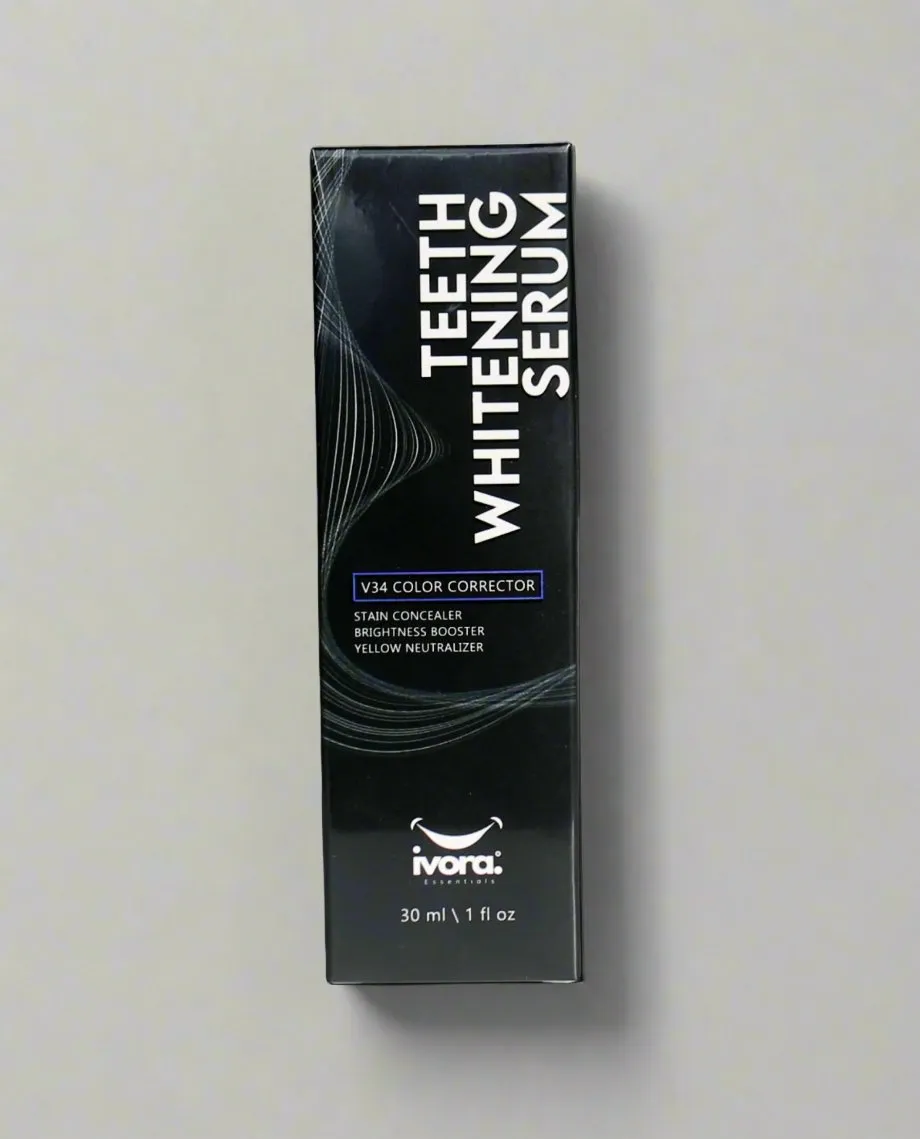 TEETH
WHITENING
SERUM
V34 COLOR CORRECTOR
STAIN CONCEALER
BRIGHTNESS BOOSTER
YELLOW NEUTRALIZER
ivora.
Essentials
30 ml \ 1 fl oz